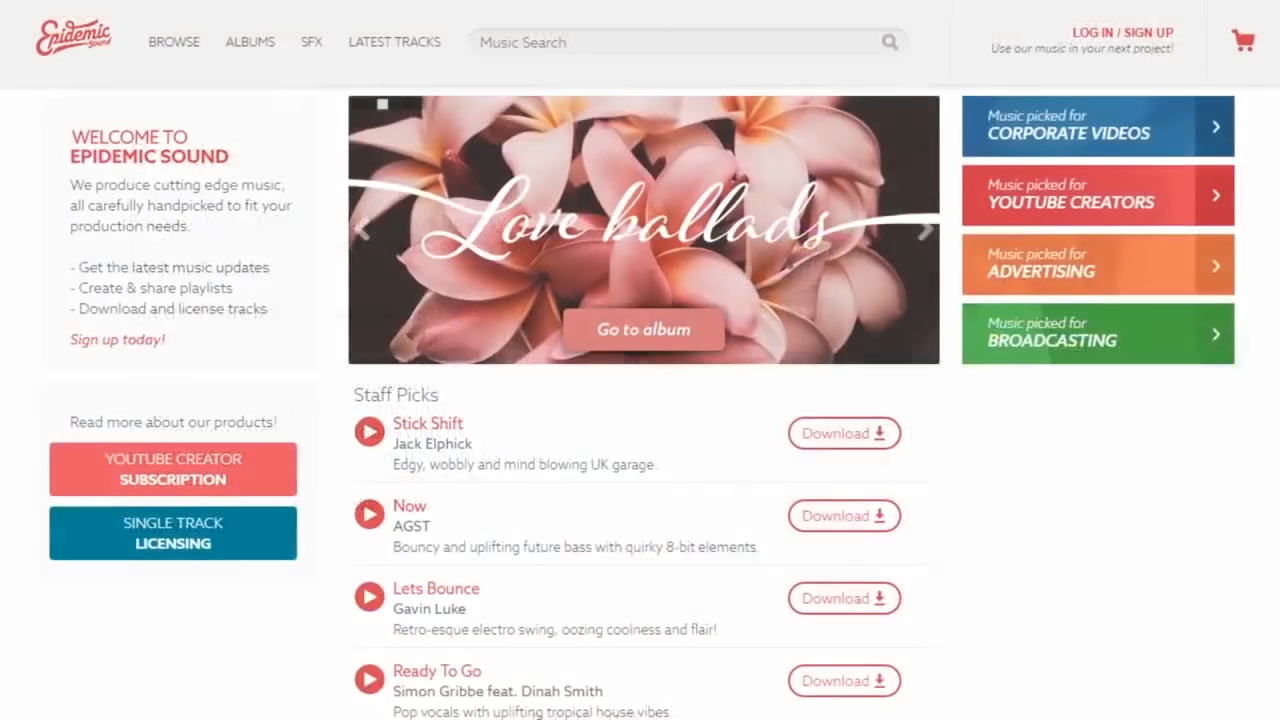 Epidemic
Sound
BROWSE
ALBUMS
SFX
LATEST TRACKS
Music Search
LOG IN / SIGN UP
Use our music in your next project!
WELCOME TO
EPIDEMIC SOUND
We produce cutting edge music,
all carefully handpicked to fit your
production needs.
- Get the latest music updates
- Create & share playlists
- Download and license tracks
Sign up today!
Read more about our products!
YOUTUBE CREATOR
SUBSCRIPTION
SINGLE TRACK
LICENSING
Love ballads
Go to album
Staff Picks
Stick Shift
Jack Elphick
Edgy, wobbly and mind blowing UK garage.
Download
Now
AGST
Bouncy and uplifting future bass with quirky 8-bit elements.
Download
Lets Bounce
Gavin Luke
Retro-esque electro swing, oozing coolness and flair!
Download
Ready To Go
Simon Gribbe feat. Dinah Smith
Pop vocals with uplifting tropical house vibes.
Download
Music picked for
CORPORATE VIDEOS
Music picked for
YOUTUBE CREATORS
Music picked for
ADVERTISING
Music picked for
BROADCASTING